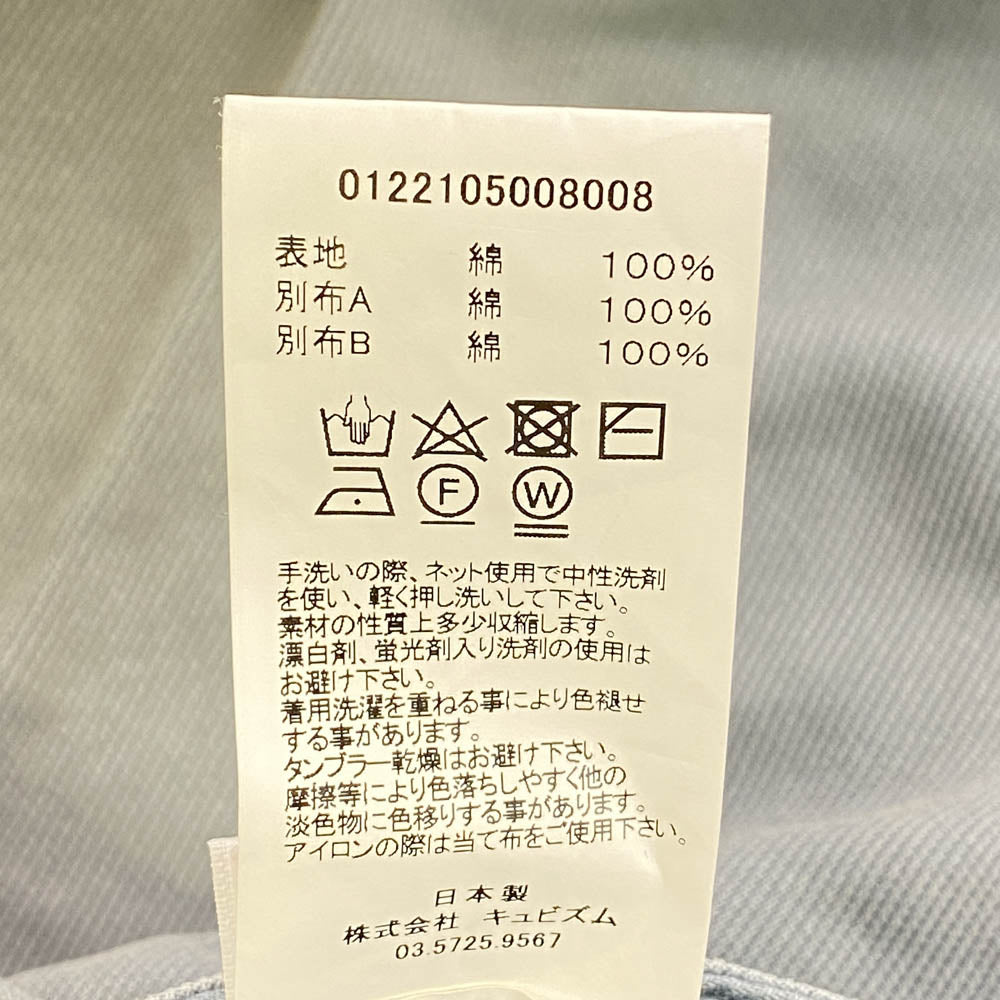 0122105008008
表地 綿 100%
別布A 綿 100%
別布B 綿 100%
F W
手洗いの際、ネット使用で中性洗剤
を使い、軽く押し洗いして下さい。
素材の性質上多少収縮します。
漂白剤、蛍光剤入り洗剤の使用は
お避け下さい。
着用洗濯を重ねる事により色褪せ
する事があります。
タンブラー乾燥はお避け下さい。
摩擦等により色落ちしやすく他の
淡色物に色移りする事があります。
アイロンの際は当て布をご使用下さい。
日本製
株式会社 キュビズム
03.5725.9567